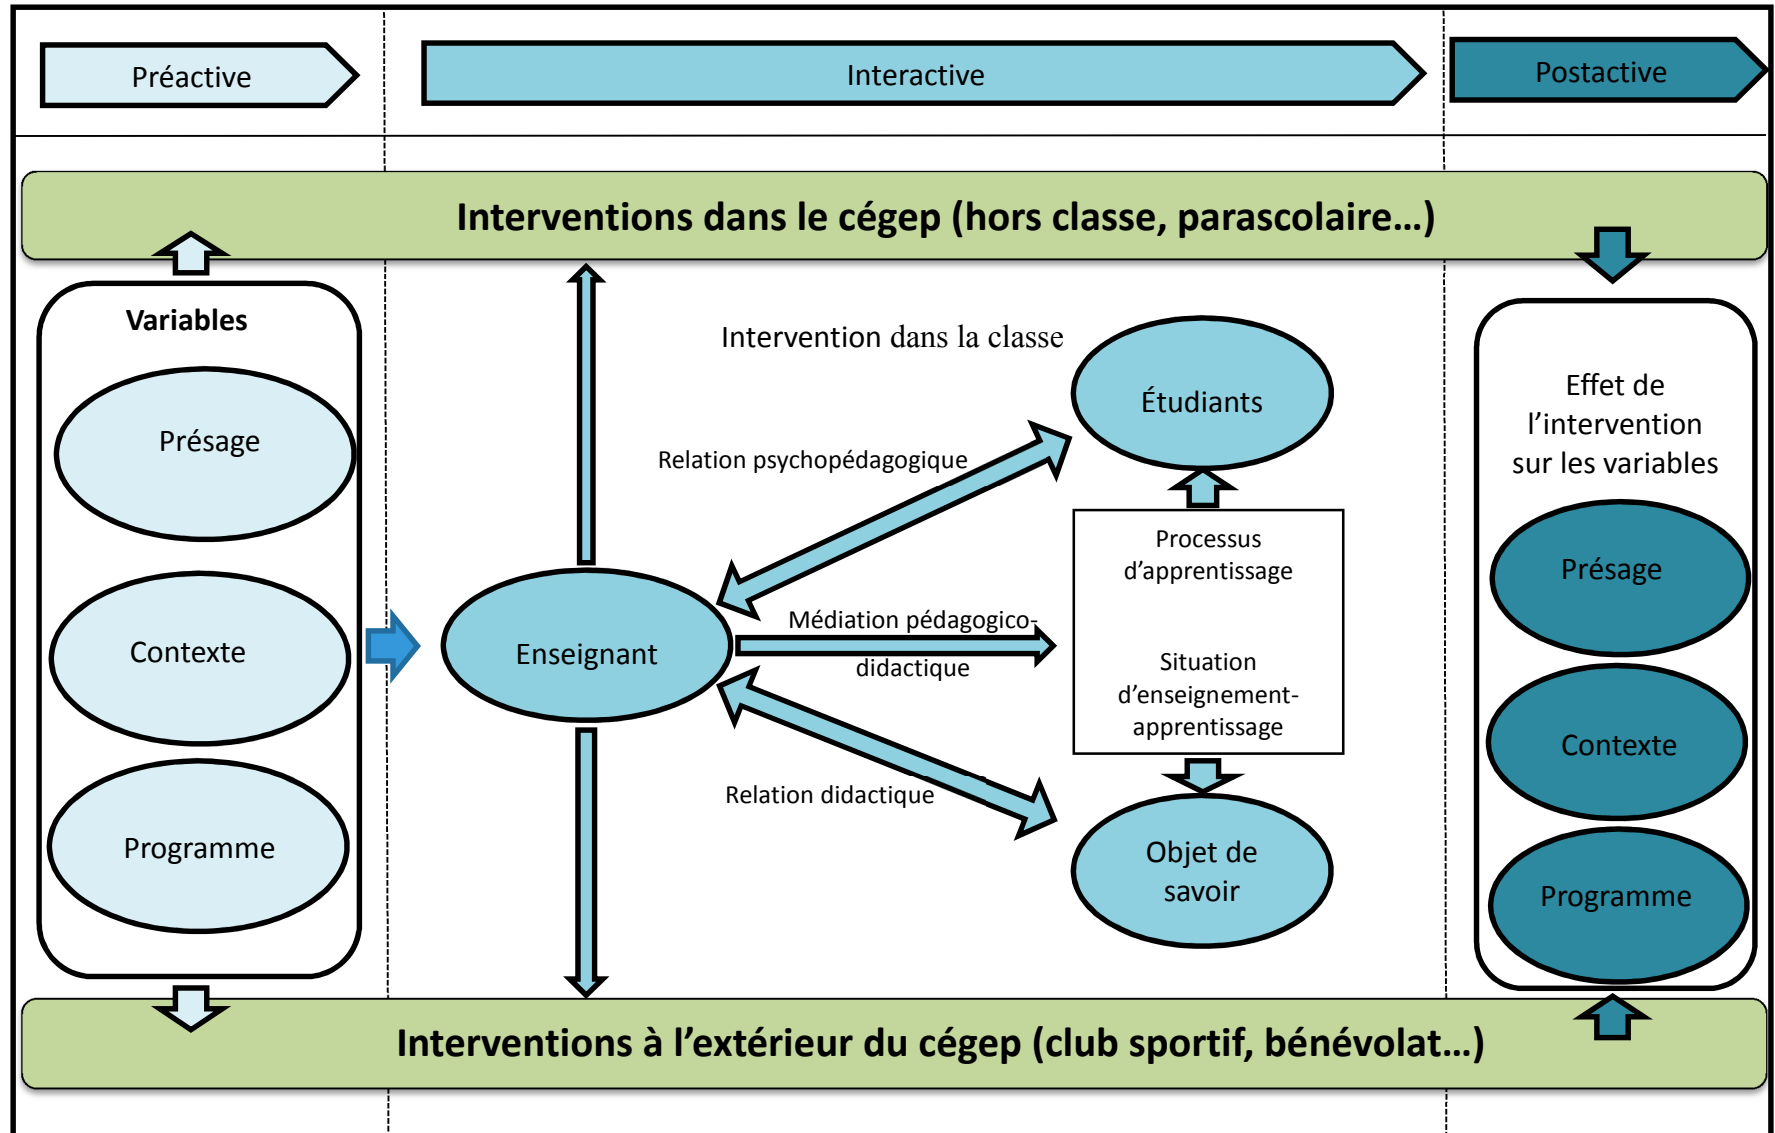 Préactive
Interactive
Postactive
Interventions dans le cégep (hors classe, parascolaire…)
Variables
Présage
Contexte
Programme
Intervention dans la classe
Étudiants
Relation psychopédagogique
Enseignant
Médiation pédagogico-
didactique
Processus
d’apprentissage
Situation
d’enseignement-
apprentissage
Relation didactique
Objet de
savoir
Effet de
l’intervention
sur les variables
Présage
Contexte
Programme
Interventions à l’extérieur du cégep (club sportif, bénévolat…)